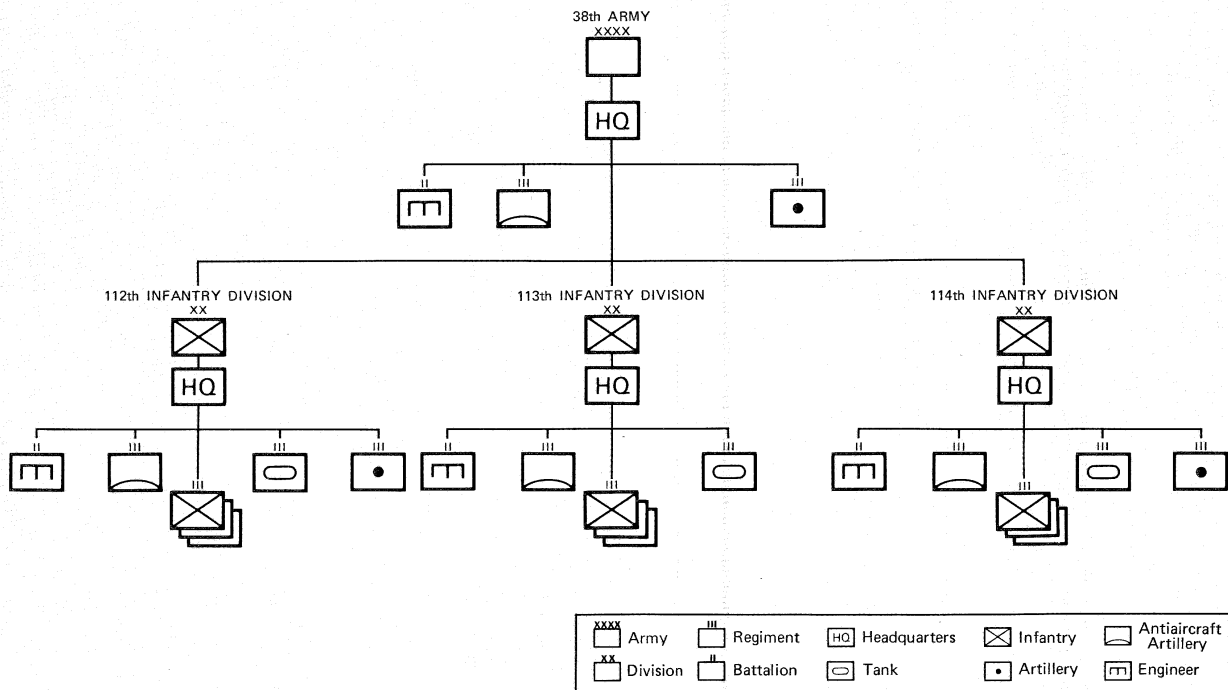 38th ARMY
XXXX
HQ
II
III
III
112th INFANTRY DIVISION
XX
HQ
II
III
III
III
III
113th INFANTRY DIVISION
XX
HQ
II
III
III
III
114th INFANTRY DIVISION
XX
HQ
II
III
III
III
III
XXXX
Army
III
Regiment
HQ
Headquarters
Infantry
Antiaircraft
Artillery
XX
Division
II
Battalion
Tank
Artillery
Engineer